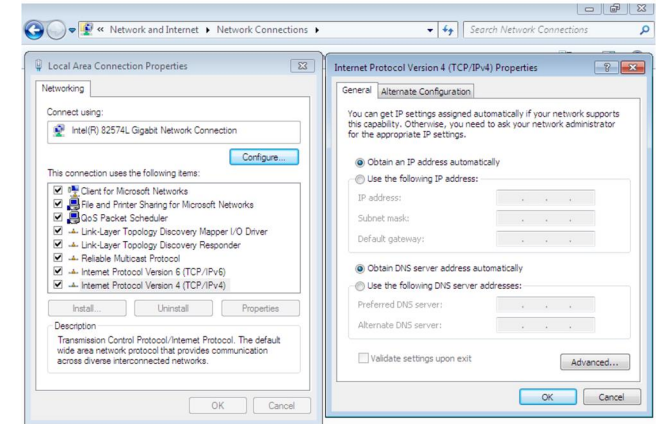 « Network and Internet ▸ Network Connections ▸
Search Network Connections
Local Area Connection Properties
Networking
Connect using:
Intel(R) 82574L Gigabit Network Connection
Configure...
This connection uses the following items:
Client for Microsoft Networks
File and Printer Sharing for Microsoft Networks
QoS Packet Scheduler
Link-Layer Topology Discovery Mapper I/O Driver
Link-Layer Topology Discovery Responder
Reliable Multicast Protocol
Internet Protocol Version 6 (TCP/IPv6)
Internet Protocol Version 4 (TCP/IPv4)
Install...
Uninstall
Properties
Description
Transmission Control Protocol/Internet Protocol. The default
wide area network protocol that provides communication
across diverse interconnected networks.
OK
Cancel
Internet Protocol Version 4 (TCP/IPv4) Properties
General
Alternate Configuration
You can get IP settings assigned automatically if your network supports
this capability. Otherwise, you need to ask your network administrator
for the appropriate IP settings.
Obtain an IP address automatically
Use the following IP address:
IP address:
Subnet mask:
Default gateway:
Obtain DNS server address automatically
Use the following DNS server addresses:
Preferred DNS server:
Alternate DNS server:
Validate settings upon exit
Advanced...
OK
Cancel